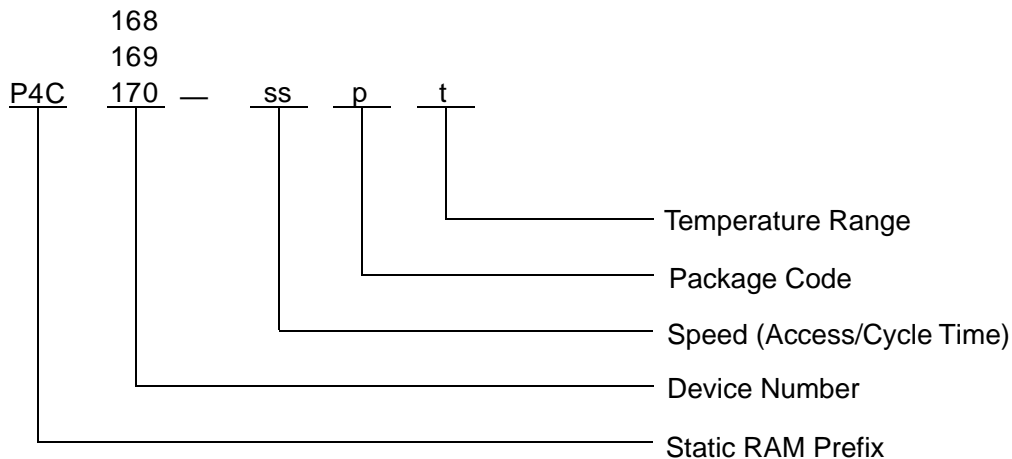 168
169
P4C 170 — ss p t
Temperature Range
Package Code
Speed (Access/Cycle Time)
Device Number
Static RAM Prefix